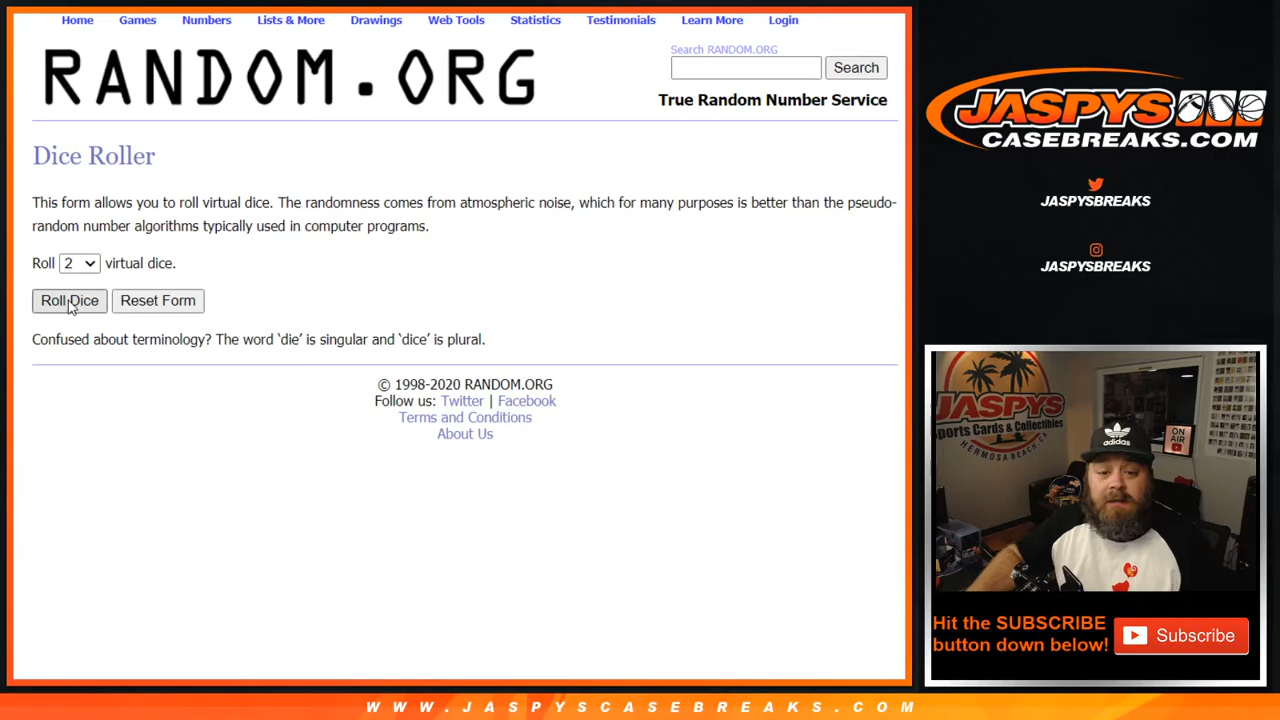 Home Games Numbers Lists & More Drawings Web Tools Statistics Testimonials Learn More Login
RANDOM.ORG
Search RANDOM.ORG
Search
True Random Number Service
Dice Roller
This form allows you to roll virtual dice. The randomness comes from atmospheric noise, which for many purposes is better than the pseudo-
random number algorithms typically used in computer programs.
Roll 2 virtual dice.
Roll Dice Reset Form
Confused about terminology? The word ‘die’ is singular and ‘dice’ is plural.
© 1998-2020 RANDOM.ORG
Follow us: Twitter | Facebook
Terms and Conditions
About Us
JASPYS
CASEBREAKS.COM
JASPYSBREAKS
JASPYSBREAKS
JASPYS
Sports Cards & Collectibles
HERMOSA BEACH, CA
ON
AIR
adidas
Hit the SUBSCRIBE
button down below!
Subscribe
WWW.JASPYSCASEBREAKS.COM